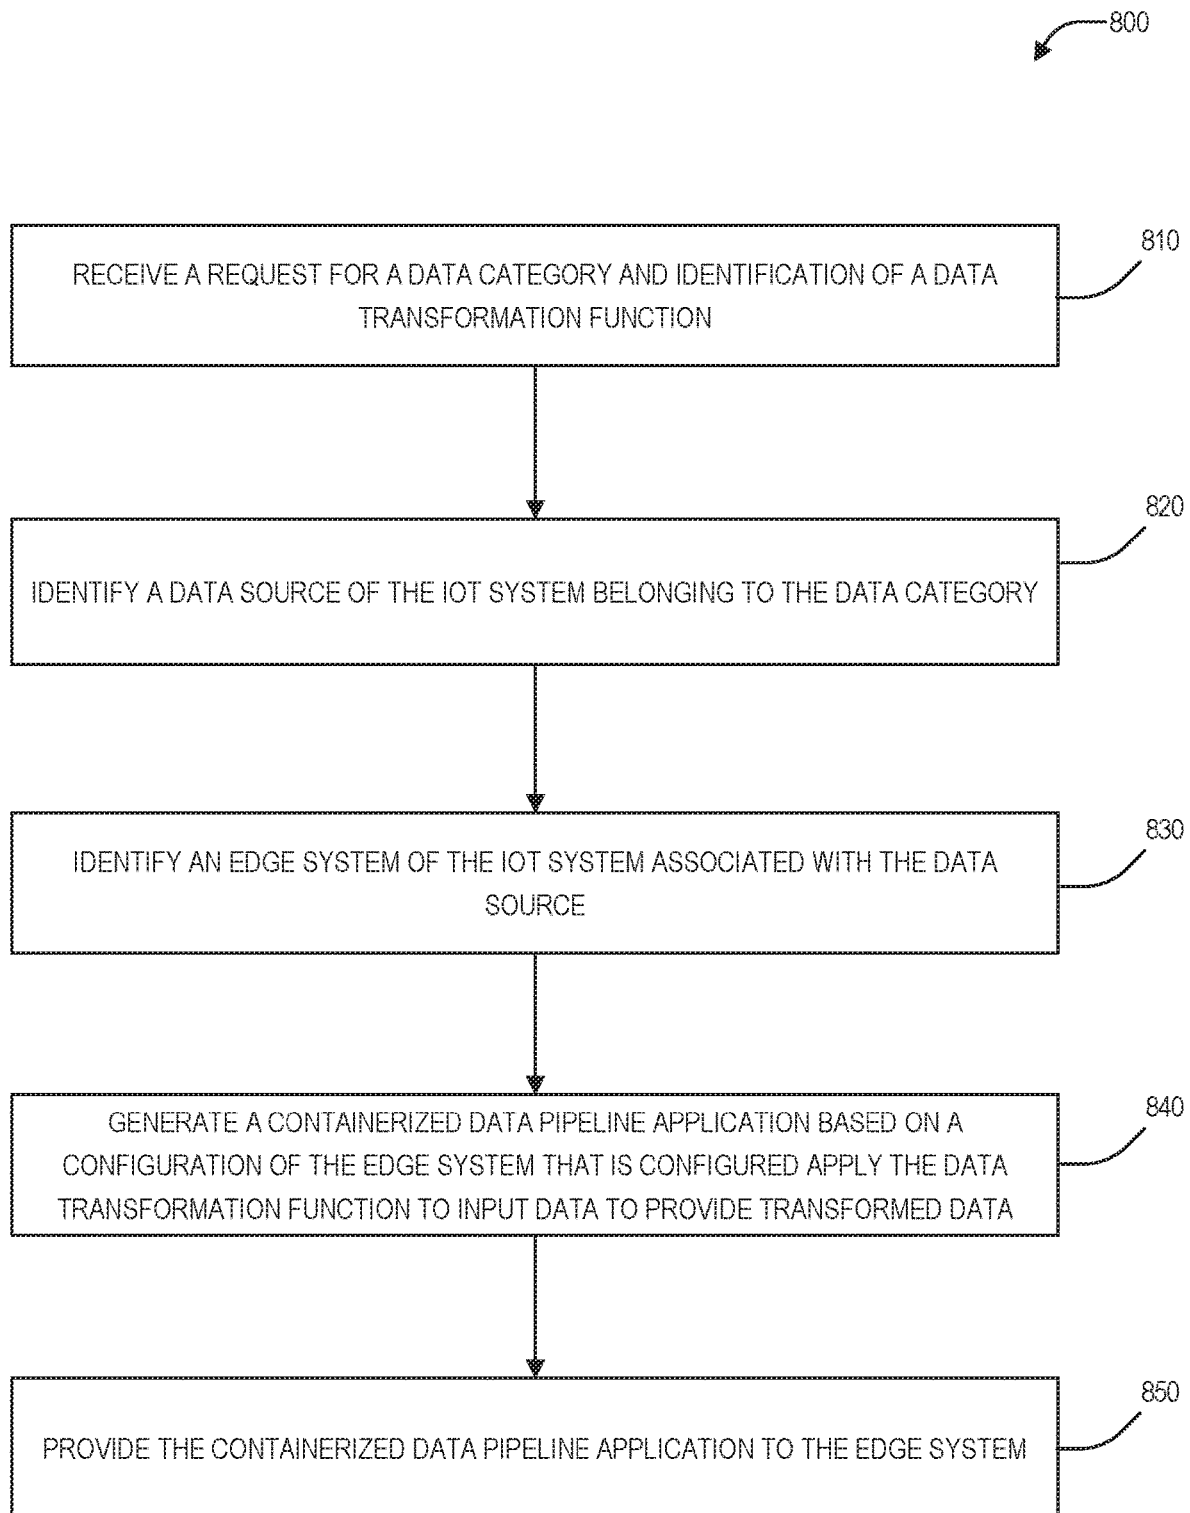 800
810
RECEIVE A REQUEST FOR A DATA CATEGORY AND IDENTIFICATION OF A DATA
TRANSFORMATION FUNCTION
820
IDENTIFY A DATA SOURCE OF THE IOT SYSTEM BELONGING TO THE DATA CATEGORY
830
IDENTIFY AN EDGE SYSTEM OF THE IOT SYSTEM ASSOCIATED WITH THE DATA
SOURCE
840
GENERATE A CONTAINERIZED DATA PIPELINE APPLICATION BASED ON A
CONFIGURATION OF THE EDGE SYSTEM THAT IS CONFIGURED APPLY THE DATA
TRANSFORMATION FUNCTION TO INPUT DATA TO PROVIDE TRANSFORMED DATA
850
PROVIDE THE CONTAINERIZED DATA PIPELINE APPLICATION TO THE EDGE SYSTEM